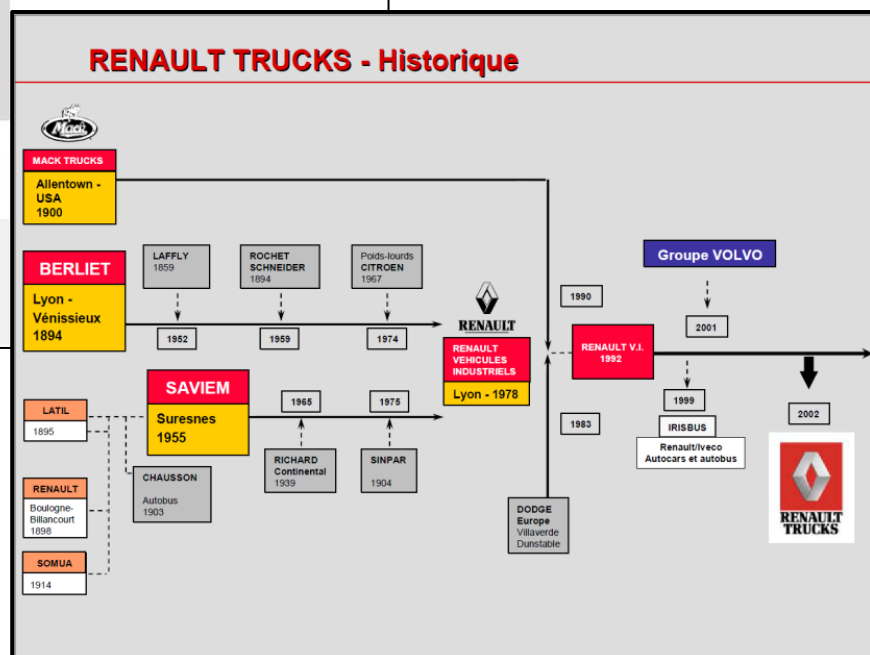 RENAULT TRUCKS - Historique
Mack
MACK TRUCKS
Allentown -
USA
1900
BERLIET
Lyon -
Vénissieux
1894
LAFFLY
1859
1952
ROCHET
SCHNEIDER
1894
1959
Poids-lourds
CITROEN
1967
1974
RENAULT
RENAULT
VEHICULES
INDUSTRIELS
Lyon - 1978
1990
Groupe VOLVO
2001
RENAULT V.I.
1992
SAVIEM
Suresnes
1955
1965
RICHARD
Continental
1939
1975
SINPAR
1904
1983
1999
IRISBUS
Renault/Iveco
Autocars et autobus
2002
RENAULT
TRUCKS
LATIL
1895
CHAUSSON
Autobus
1903
RENAULT
Boulogne-
Billancourt
1898
SOMUA
1914
DODGE
Europe
Villaverde
Dunstable